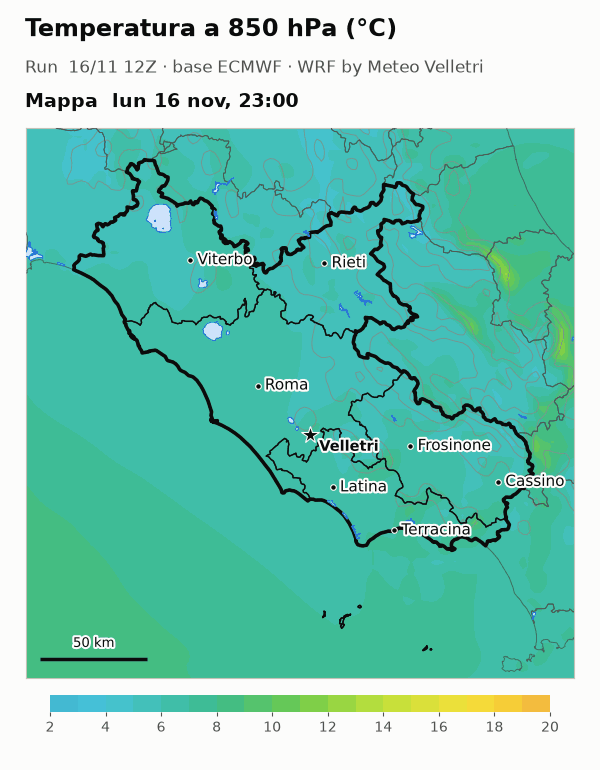 Temperatura a 850 hPa (°C)
Run  16/11 12Z · base ECMWF · WRF by Meteo Velletri
Mappa  lun 16 nov, 23:00
Viterbo
Rieti
Roma
Velletri
Frosinone
Latina
Cassino
Terracina
50 km
2 4 6 8 10 12 14 16 18 20